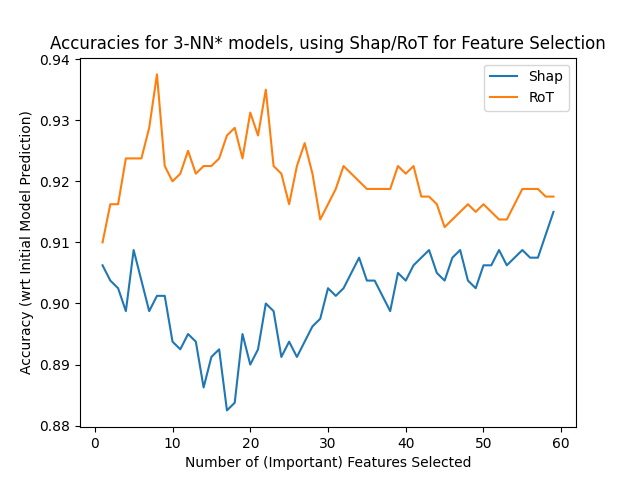 Accuracies for 3-NN* models, using Shap/RoT for Feature Selection
0.94
0.93
0.92
0.91
0.90
0.89
0.88
Accuracy (wrt Initial Model Prediction)
Shap
RoT
0 10 20 30 40 50 60
Number of (Important) Features Selected